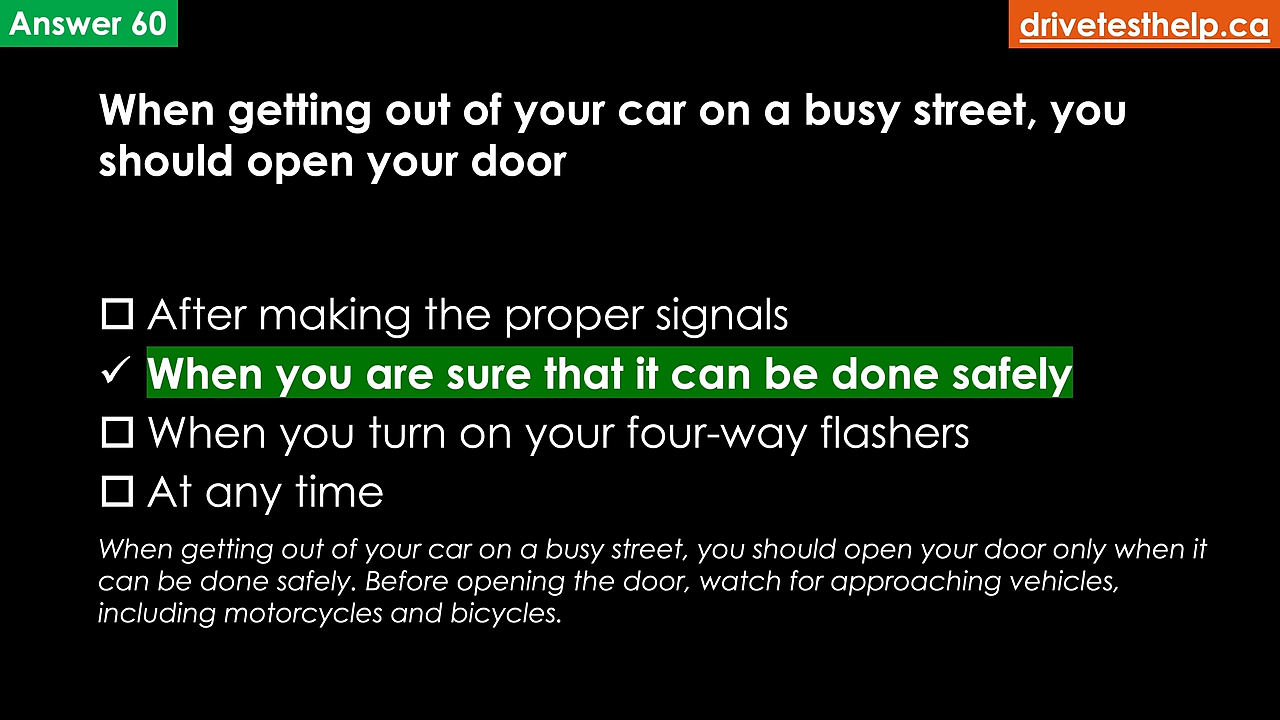 Answer 60
drivetesthelp.ca
When getting out of your car on a busy street, you
should open your door
☐ After making the proper signals
✓ When you are sure that it can be done safely
☐ When you turn on your four-way flashers
☐ At any time
When getting out of your car on a busy street, you should open your door only when it
can be done safely. Before opening the door, watch for approaching vehicles,
including motorcycles and bicycles.